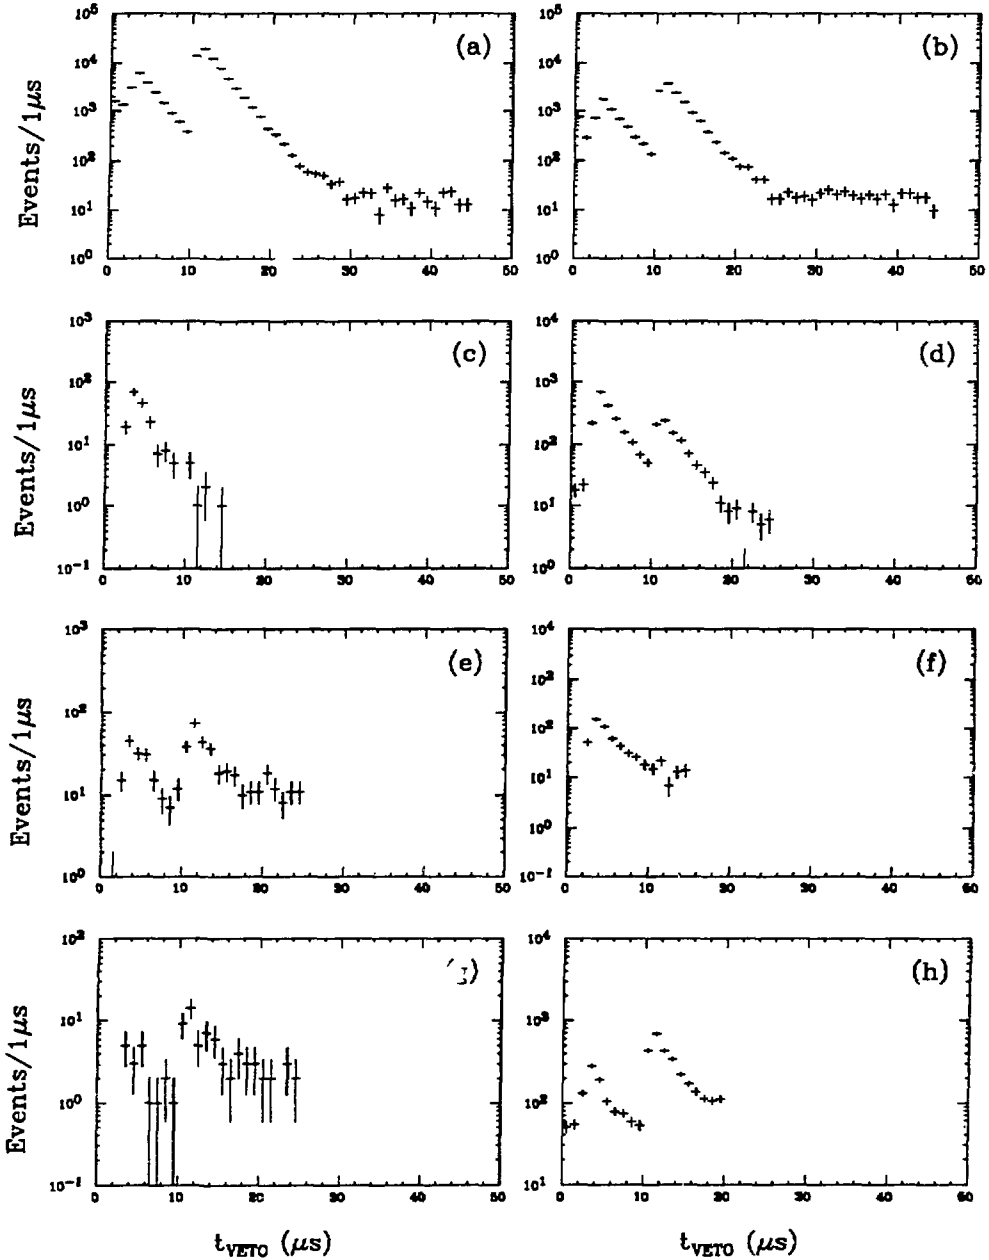 10⁵ 10⁴ 10³ 10² 10¹ 10⁰
Events/1μs
(a)
0 10 20 30 40 50
(b)
0 10 20 30 40 50
10³ 10² 10¹ 10⁰ 10⁻¹
Events/1μs
(c)
0 10 20 30 40 50
10⁴ 10³ 10² 10¹ 10⁰
(d)
0 10 20 30 40 50
10³ 10² 10¹ 10⁰
Events/1μs
(e)
0 10 20 30 40 50
10⁴ 10³ 10² 10¹ 10⁰ 10⁻¹
(f)
0 10 20 30 40 50
10² 10¹ 10⁰ 10⁻¹
Events/1μs
0 10 20 30 40 50
10⁴ 10³ 10² 10¹
(h)
0 10 20 30 40 50
t_VETO (μs)
t_VETO (μs)